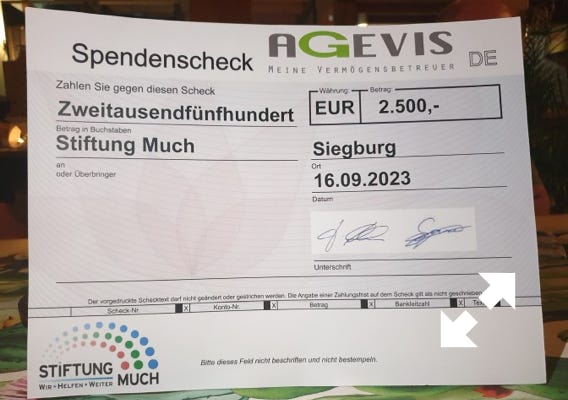 Spendenscheck
AGEVIS
MEINE VERMÖGENSBETREUER
DE
Zahlen Sie gegen diesen Scheck
Währung: Betrag:
Zweitausendfünfhundert
EUR 2.500,-
Betrag in Buchstaben
Stiftung Much
Siegburg
an
oder Überbringer
Ort
16.09.2023
Datum
Unterschrift
Der vorgedruckte Schecktext darf nicht geändert oder gestrichen werden. Die Angabe einer Zahlungsfrist auf dem Scheck gilt als nicht geschrieben.
Scheck-Nr X Konto-Nr. X Betrag X Bankleitzahl X Text
STIFTUNG
MUCH
WIR•HELFEN•WEITER
Bitte dieses Feld nicht beschriften und nicht bestempeln.